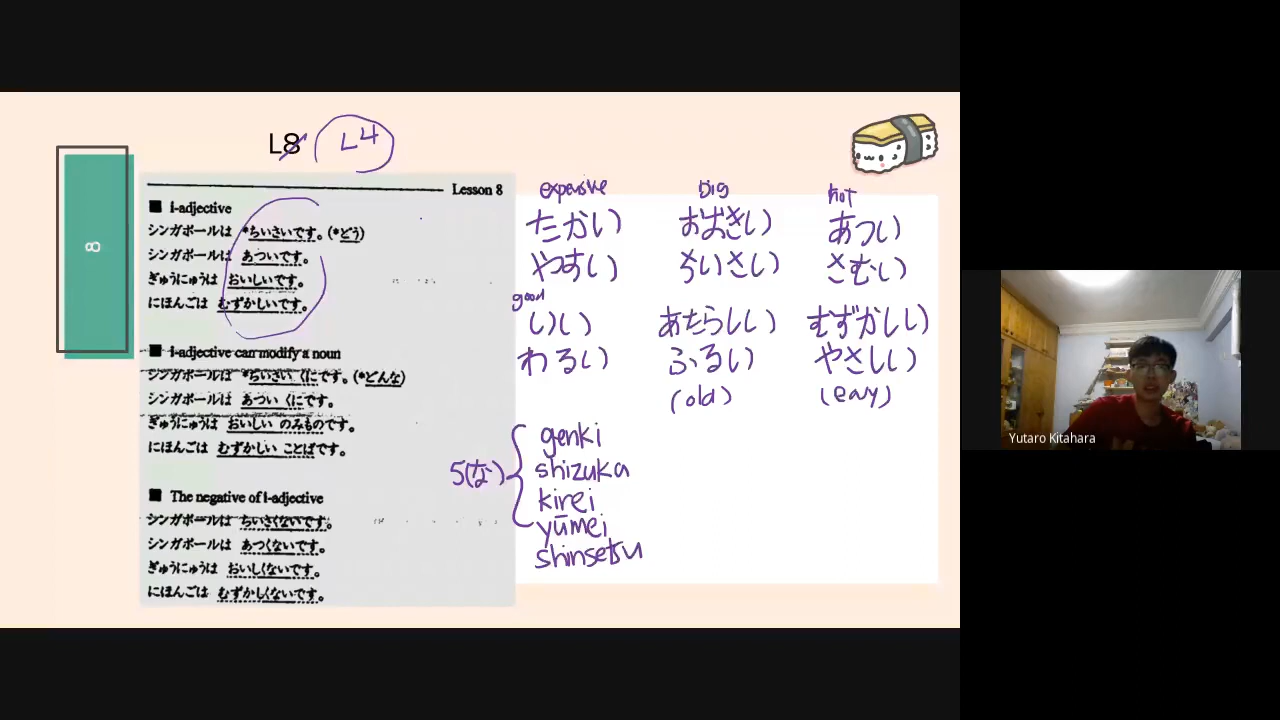 L8 L4
8
Lesson 8
■ i-adjective
シンガポールは *ちいさいです。(*どう)
シンガポールは あついです。
ぎゅうにゅうは おいしいです。
にほんごは むずかしいです。
■ i-adjective can modify a noun
シンガポールは *ちいさい くにです。(*どんな)
シンガポールは あつい くにです。
ぎゅうにゅうは おいしい のみものです。
にほんごは むずかしい ことばです。
■ The negative of i-adjective
シンガポールは ちいさくないです。
シンガポールは あつくないです。
ぎゅうにゅうは おいしくないです。
にほんごは むずかしくないです。
expensive big hot
たかい おおきい あつい
やすい ちいさい さむい
good
いい あたらしい むずかしい
わるい ふるい やさしい
(old) (easy)
5(な)
genki
shizuka
kirei
yūmei
shinsetsu
Yutaro Kitahara